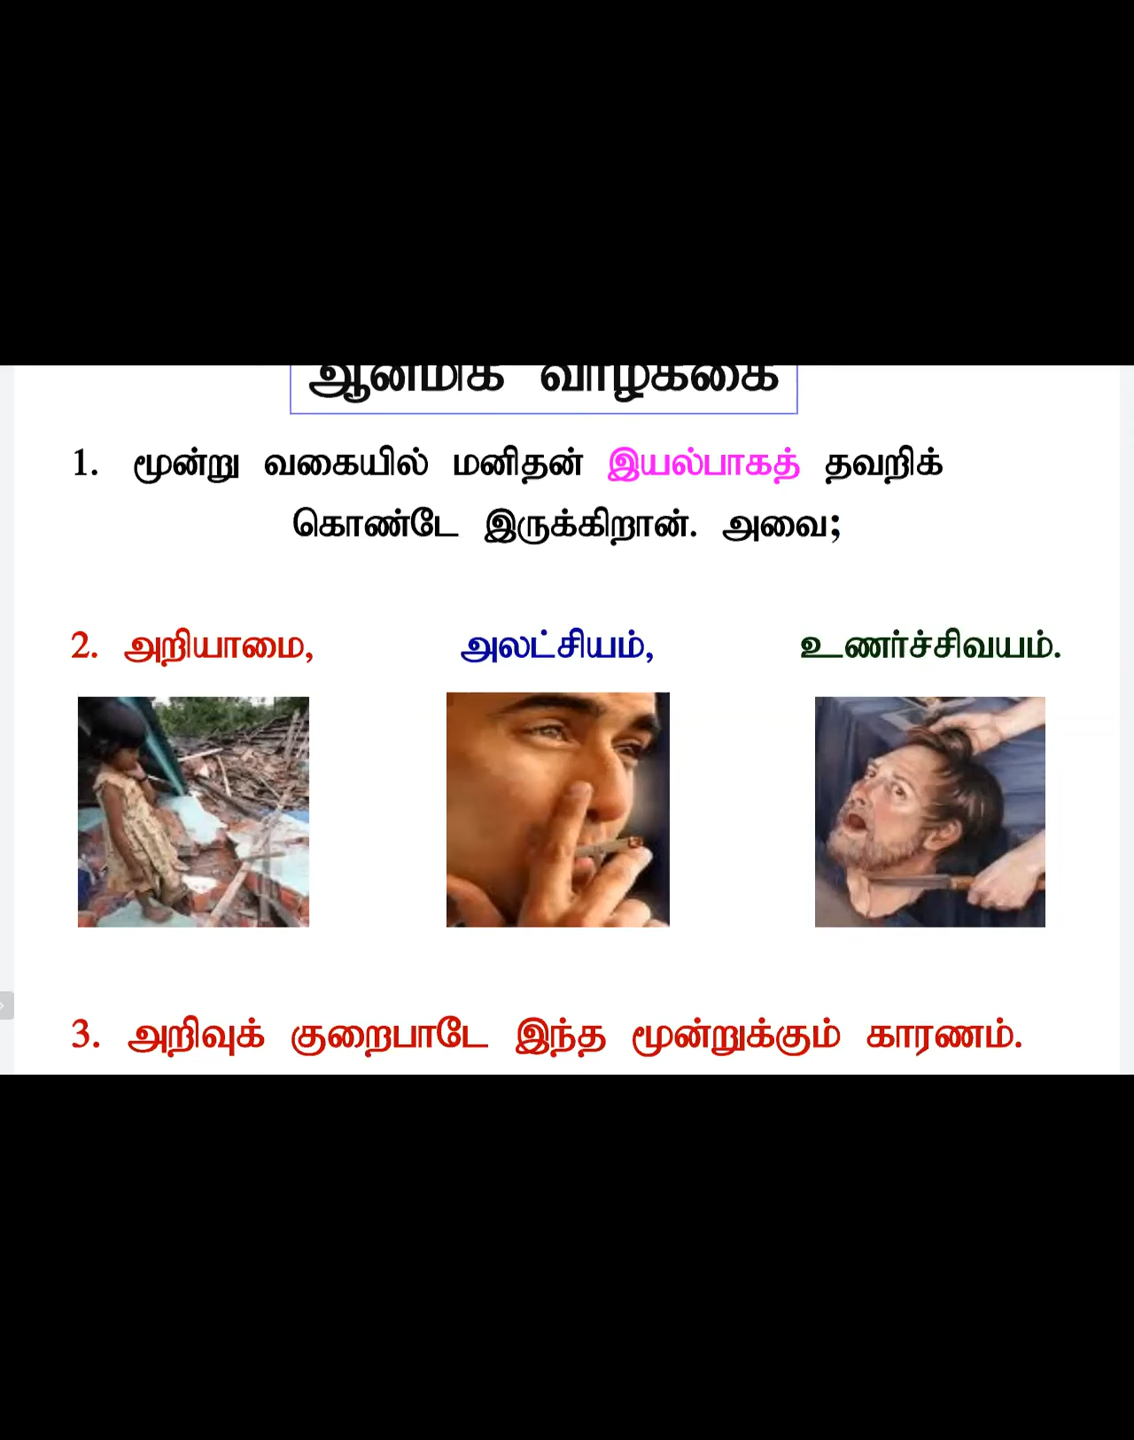 ஆன்மிக வாழ்க்கை
1. மூன்று வகையில் மனிதன் இயல்பாகத் தவறிக்
கொண்டே இருக்கிறான். அவை;
2. அறியாமை, அலட்சியம், உணர்ச்சிவயம்.
3. அறிவுக் குறைபாடே இந்த மூன்றுக்கும் காரணம்.